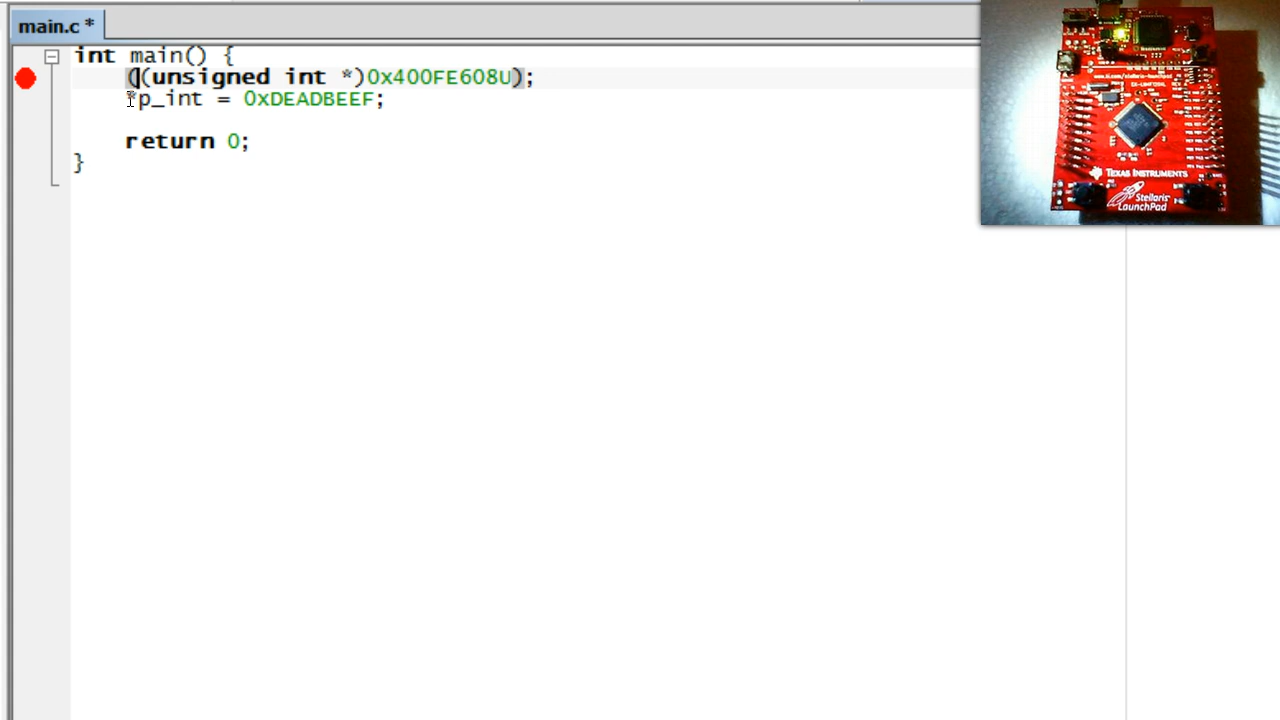 main.c *
int main() {
((unsigned int *)0x400FE608U);
*p_int = 0xDEADBEEF;
return 0;
}
TEXAS INSTRUMENTS
Stellaris
LaunchPad